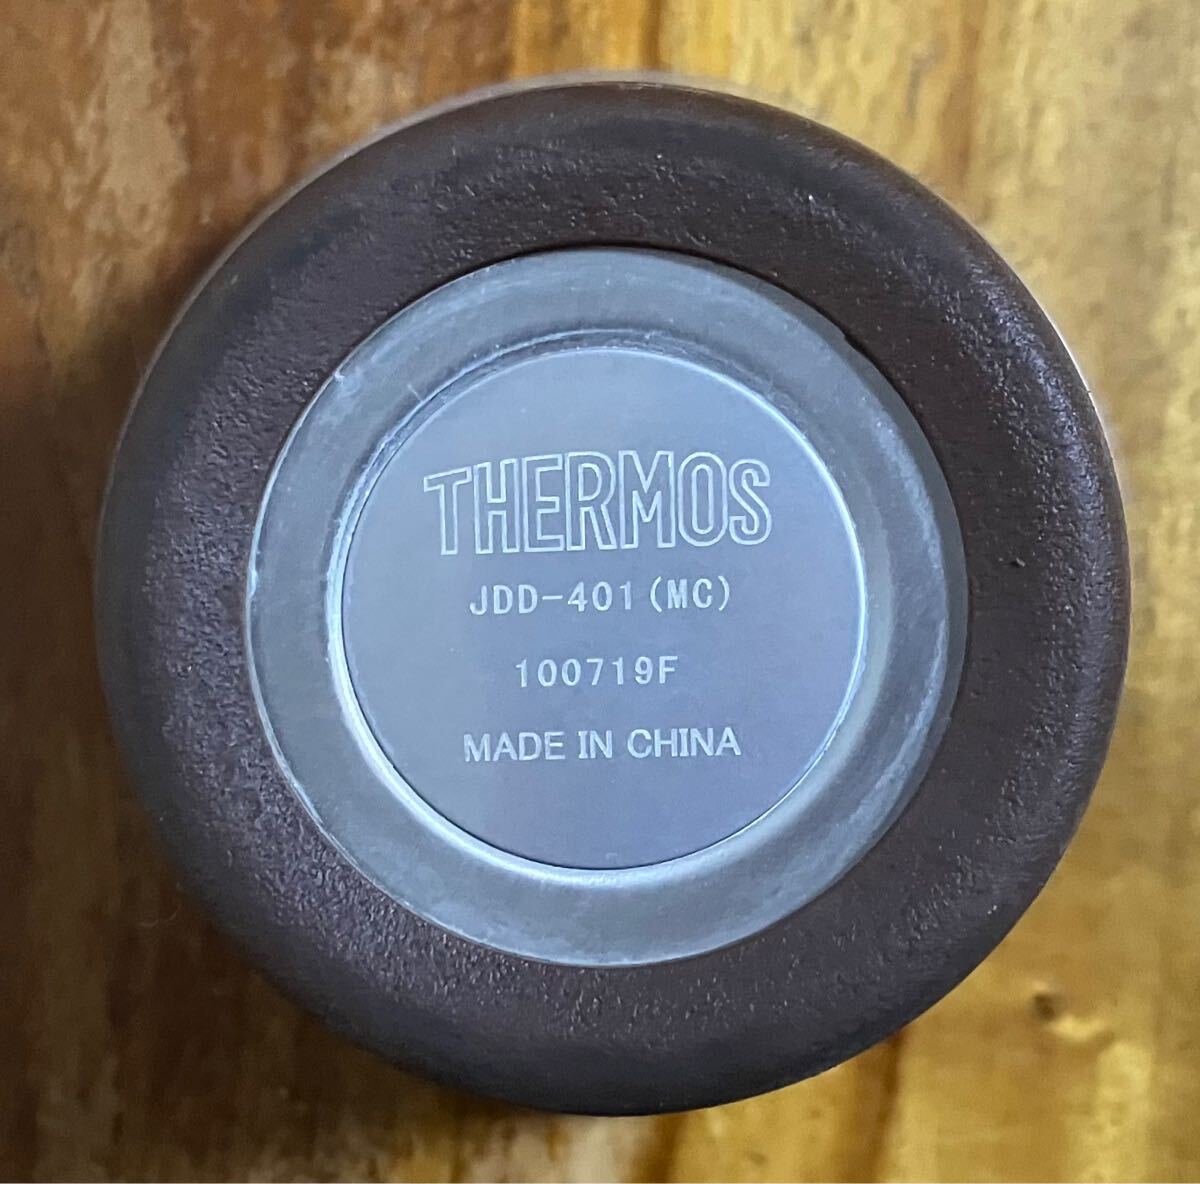 THERMOS
JDD-401(MC)
100719F
MADE IN CHINA